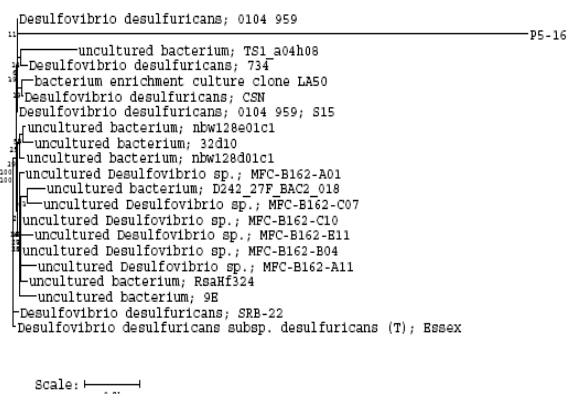 Desulfovibrio desulfuricans; 0104 959
P5-16
uncultured bacterium; TS1_a04h08
Desulfovibrio desulfuricans; 734
bacterium enrichment culture clone LA50
Desulfovibrio desulfuricans; CSN
Desulfovibrio desulfuricans; 0104 959; S15
uncultured bacterium; nbw128e01c1
uncultured bacterium; 32d10
uncultured bacterium; nbw128d01c1
uncultured Desulfovibrio sp.; MFC-B162-A01
uncultured bacterium; D242_27F_BAC2_018
uncultured Desulfovibrio sp.; MFC-B162-C07
uncultured Desulfovibrio sp.; MFC-B162-C10
uncultured Desulfovibrio sp.; MFC-B162-E11
uncultured Desulfovibrio sp.; MFC-B162-B04
uncultured Desulfovibrio sp.; MFC-B162-A11
uncultured bacterium; RsaHf324
uncultured bacterium; 9E
Desulfovibrio desulfuricans; SRB-22
Desulfovibrio desulfuricans subsp. desulfuricans (T); Essex
Scale: